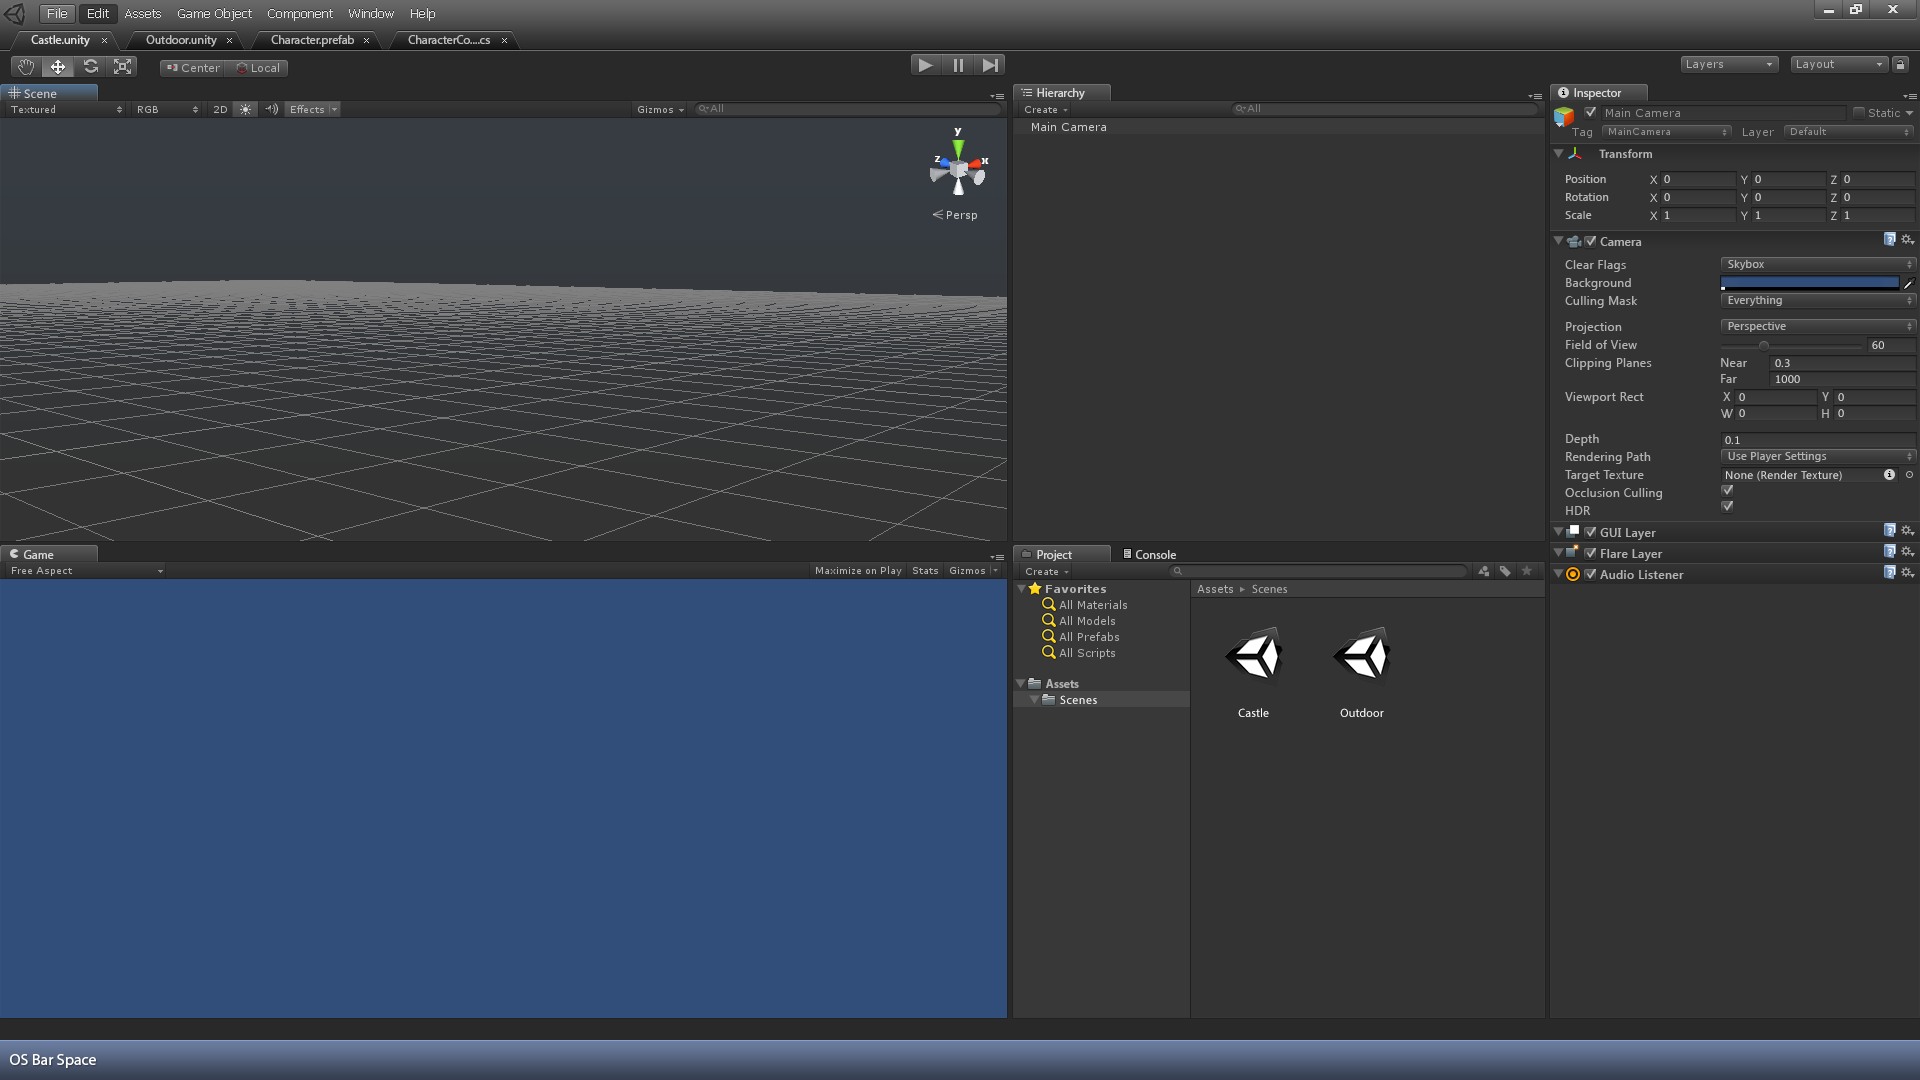 File Edit Assets Game Object Component Window Help
Castle.unity × Outdoor.unity × Character.prefab × CharacterCo....cs ×
Center Local Layers Layout
Scene
Textured RGB 2D Effects Gizmos All
y
z x
Persp
Hierarchy
Create All
Main Camera
Inspector
Main Camera Static
Tag MainCamera Layer Default
Transform
Position X 0 Y 0 Z 0
Rotation X 0 Y 0 Z 0
Scale X 1 Y 1 Z 1
Camera
Clear Flags Skybox
Background
Culling Mask Everything
Projection Perspective
Field of View 60
Clipping Planes Near 0.3
Far 1000
Viewport Rect X 0 Y 0
W 0 H 0
Depth 0.1
Rendering Path Use Player Settings
Target Texture None (Render Texture)
Occlusion Culling
HDR
GUI Layer
Flare Layer
Audio Listener
Game
Free Aspect Maximize on Play Stats Gizmos
Project Console
Create
Favorites
All Materials
All Models
All Prefabs
All Scripts
Assets
Scenes
Assets ▸ Scenes
Castle Outdoor
OS Bar Space